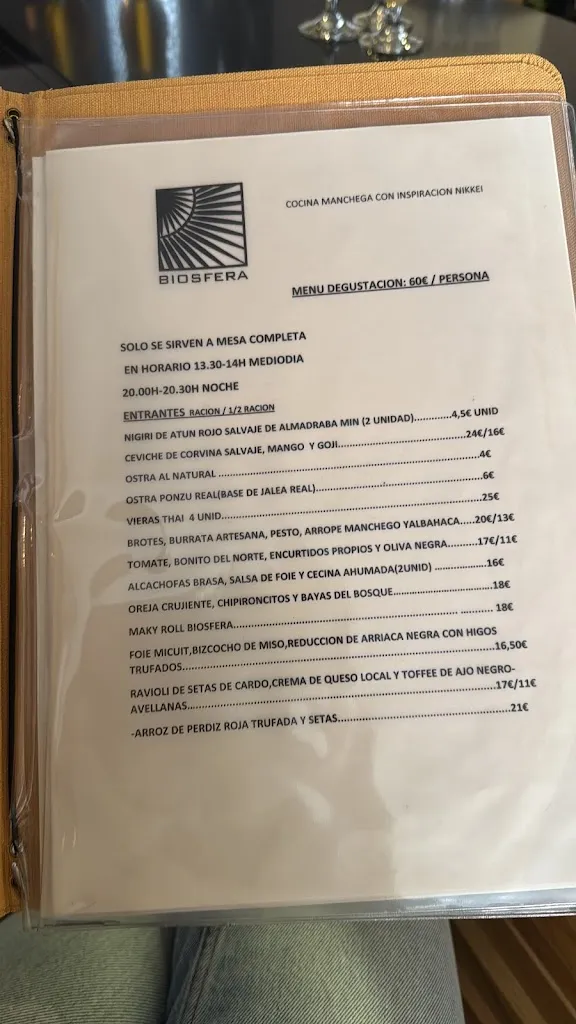 COCINA MANCHEGA CON INSPIRACION NIKKEI
BIOSFERA
MENU DEGUSTACION: 60€ / PERSONA
SOLO SE SIRVEN A MESA COMPLETA
EN HORARIO 13.30-14H MEDIODIA
20.00H-20.30H NOCHE
ENTRANTES RACION / 1/2 RACION
NIGIRI DE ATUN ROJO SALVAJE DE ALMADRABA MIN (2 UNIDAD)............4,5€ UNID
CEVICHE DE CORVINA SALVAJE, MANGO Y GOJI........................................24€/16€
OSTRA AL NATURAL ..........................................................................4€
OSTRA PONZU REAL(BASE DE JALEA REAL)...............................................6€
VIERAS THAI 4 UNID...........................................................................25€
BROTES, BURRATA ARTESANA, PESTO, ARROPE MANCHEGO YALBAHACA.....20€/13€
TOMATE, BONITO DEL NORTE, ENCURTIDOS PROPIOS Y OLIVA NEGRA..........17€/11€
ALCACHOFAS BRASA, SALSA DE FOIE Y CECINA AHUMADA(2UNID) ...............16€
OREJA CRUJIENTE, CHIPIRONCITOS Y BAYAS DEL BOSQUE...........................18€
MAKY ROLL BIOSFERA................................................................ 18€
FOIE MICUIT,BIZCOCHO DE MISO,REDUCCION DE ARRIACA NEGRA CON HIGOS
TRUFADOS.....................................................................................16,50€
RAVIOLI DE SETAS DE CARDO,CREMA DE QUESO LOCAL Y TOFFEE DE AJO NEGRO-
AVELLANAS.....................................................................................17€/11€
-ARROZ DE PERDIZ ROJA TRUFADA Y SETAS...............................................21€